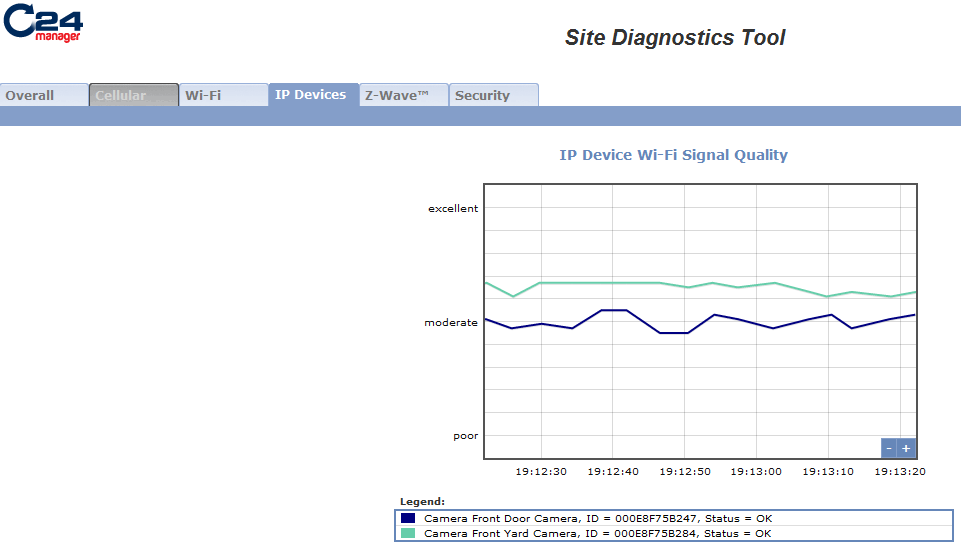 C24
manager
Site Diagnostics Tool
Overall
Cellular
Wi-Fi
IP Devices
Z-Wave™
Security
IP Device Wi-Fi Signal Quality
excellent
moderate
poor
- +
19:12:30 19:12:40 19:12:50 19:13:00 19:13:10 19:13:20
Legend:
Camera Front Door Camera, ID = 000E8F75B247, Status = OK
Camera Front Yard Camera, ID = 000E8F75B284, Status = OK